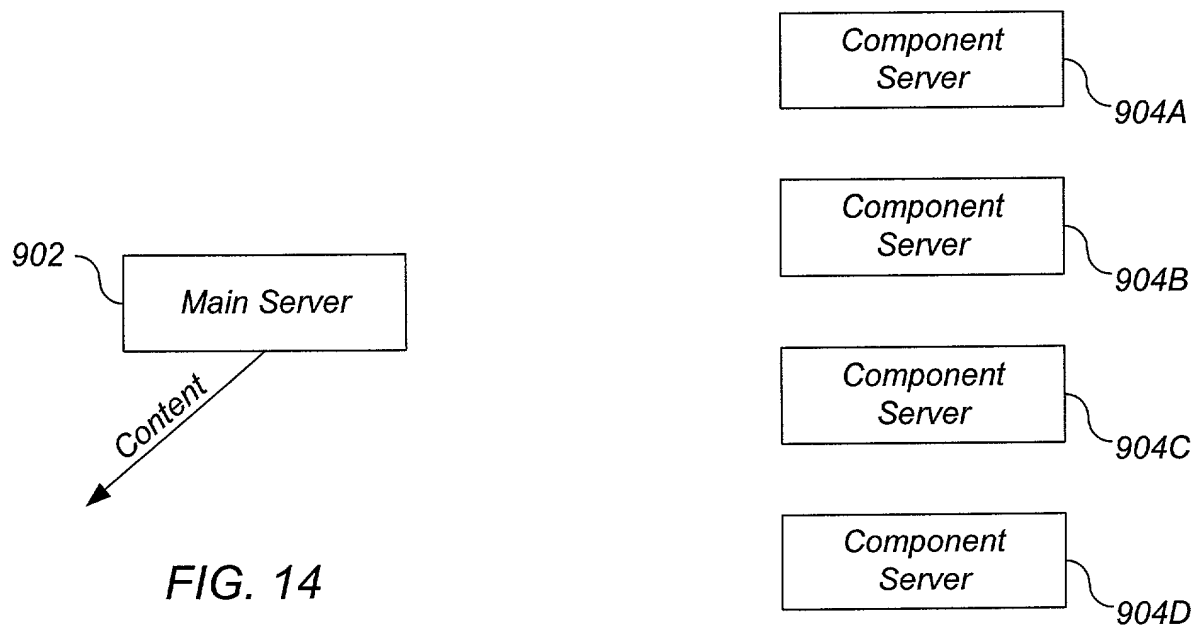 Component
Server
904A
Component
Server
904B
902
Main Server
Content
Component
Server
904C
Component
Server
904D
FIG. 14